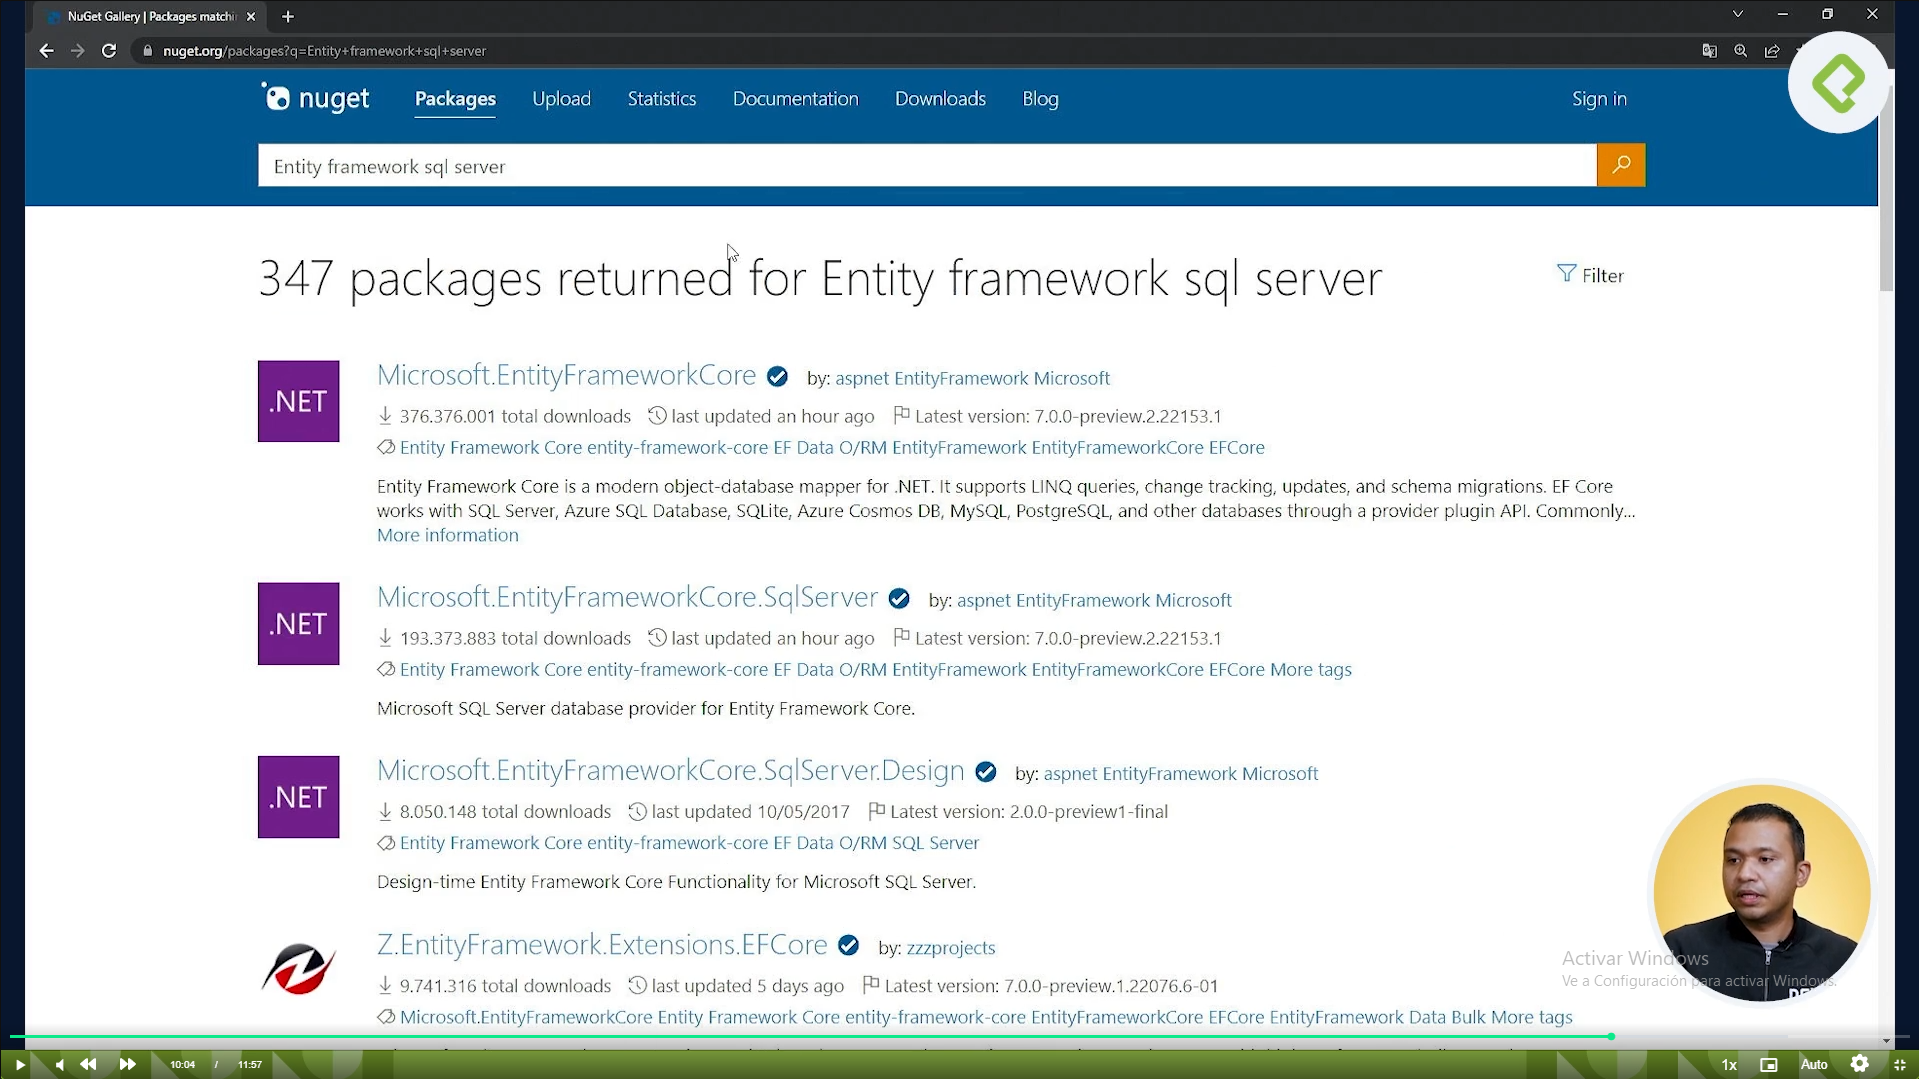 NuGet Gallery | Packages matchi
nuget.org/packages?q=Entity+framework+sql+server
nuget Packages Upload Statistics Documentation Downloads Blog Sign in
Entity framework sql server
347 packages returned for Entity framework sql server
Filter
.NET
Microsoft.EntityFrameworkCore by: aspnet EntityFramework Microsoft
376.376.001 total downloads last updated an hour ago Latest version: 7.0.0-preview.2.22153.1
Entity Framework Core entity-framework-core EF Data O/RM EntityFramework EntityFrameworkCore EFCore
Entity Framework Core is a modern object-database mapper for .NET. It supports LINQ queries, change tracking, updates, and schema migrations. EF Core
works with SQL Server, Azure SQL Database, SQLite, Azure Cosmos DB, MySQL, PostgreSQL, and other databases through a provider plugin API. Commonly...
More information
.NET
Microsoft.EntityFrameworkCore.SqlServer by: aspnet EntityFramework Microsoft
193.373.883 total downloads last updated an hour ago Latest version: 7.0.0-preview.2.22153.1
Entity Framework Core entity-framework-core EF Data O/RM EntityFramework EntityFrameworkCore EFCore More tags
Microsoft SQL Server database provider for Entity Framework Core.
.NET
Microsoft.EntityFrameworkCore.SqlServer.Design by: aspnet EntityFramework Microsoft
8.050.148 total downloads last updated 10/05/2017 Latest version: 2.0.0-preview1-final
Entity Framework Core entity-framework-core EF Data O/RM SQL Server
Design-time Entity Framework Core Functionality for Microsoft SQL Server.
Z.EntityFramework.Extensions.EFCore by: zzzprojects
9.741.316 total downloads last updated 5 days ago Latest version: 7.0.0-preview.1.22076.6-01
Microsoft.EntityFrameworkCore Entity Framework Core entity-framework-core EntityFrameworkCore EFCore EntityFramework Data Bulk More tags
Activar Windows
Ve a Configuración para activar Windows.
10:04 / 11:57
1x Auto